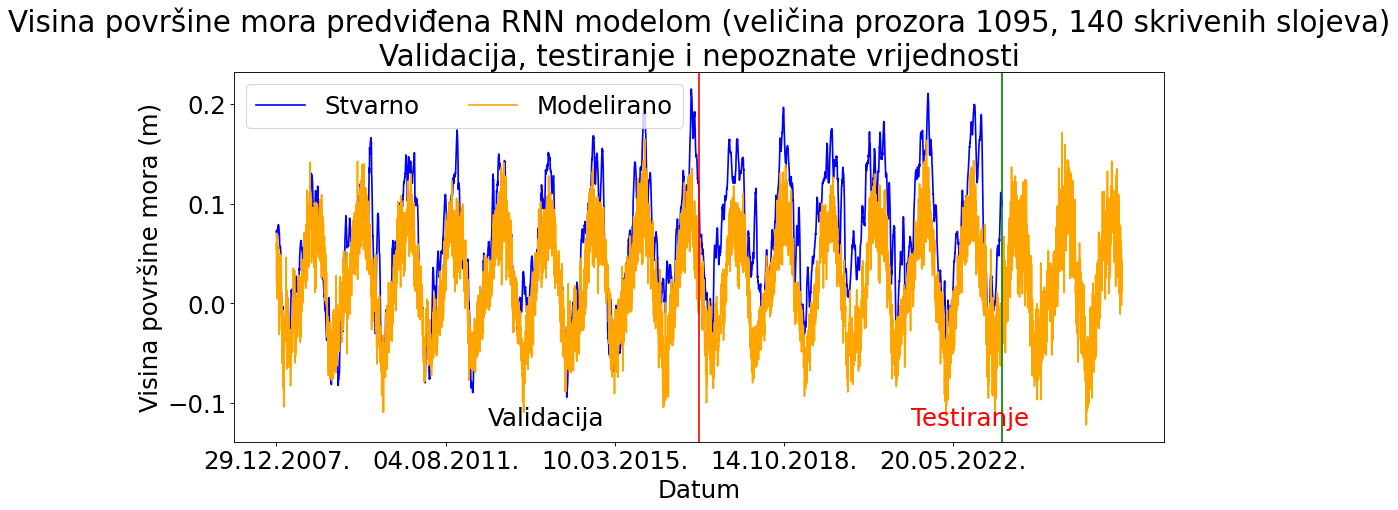 Visina površine mora predviđena RNN modelom (veličina prozora 1095, 140 skrivenih slojeva)
Validacija, testiranje i nepoznate vrijednosti
Stvarno Modelirano
Visina površine mora (m)
0.2
0.1
0.0
−0.1
Validacija Testiranje
29.12.2007. 04.08.2011. 10.03.2015. 14.10.2018. 20.05.2022.
Datum